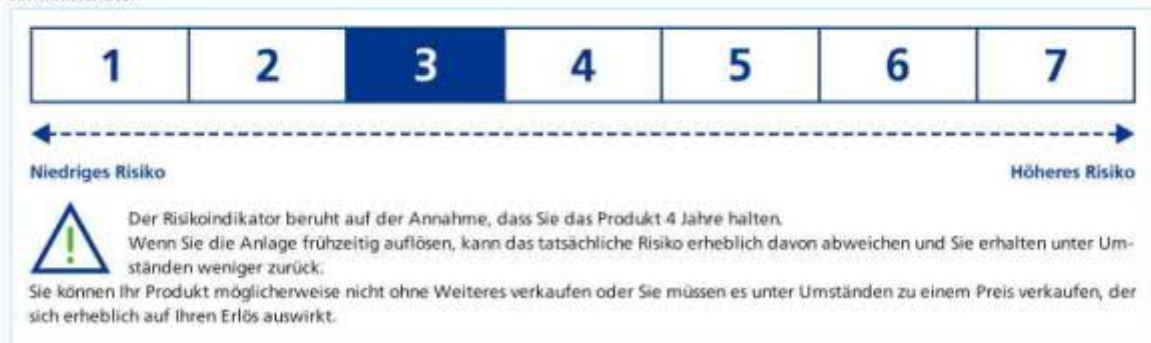 1 2 3 4 5 6 7
Niedriges Risiko Höheres Risiko
Der Risikoindikator beruht auf der Annahme, dass Sie das Produkt 4 Jahre halten.
Wenn Sie die Anlage frühzeitig auflösen, kann das tatsächliche Risiko erheblich davon abweichen und Sie erhalten unter Um-
ständen weniger zurück.
Sie können Ihr Produkt möglicherweise nicht ohne Weiteres verkaufen oder Sie müssen es unter Umständen zu einem Preis verkaufen, der
sich erheblich auf Ihren Erlös auswirkt.